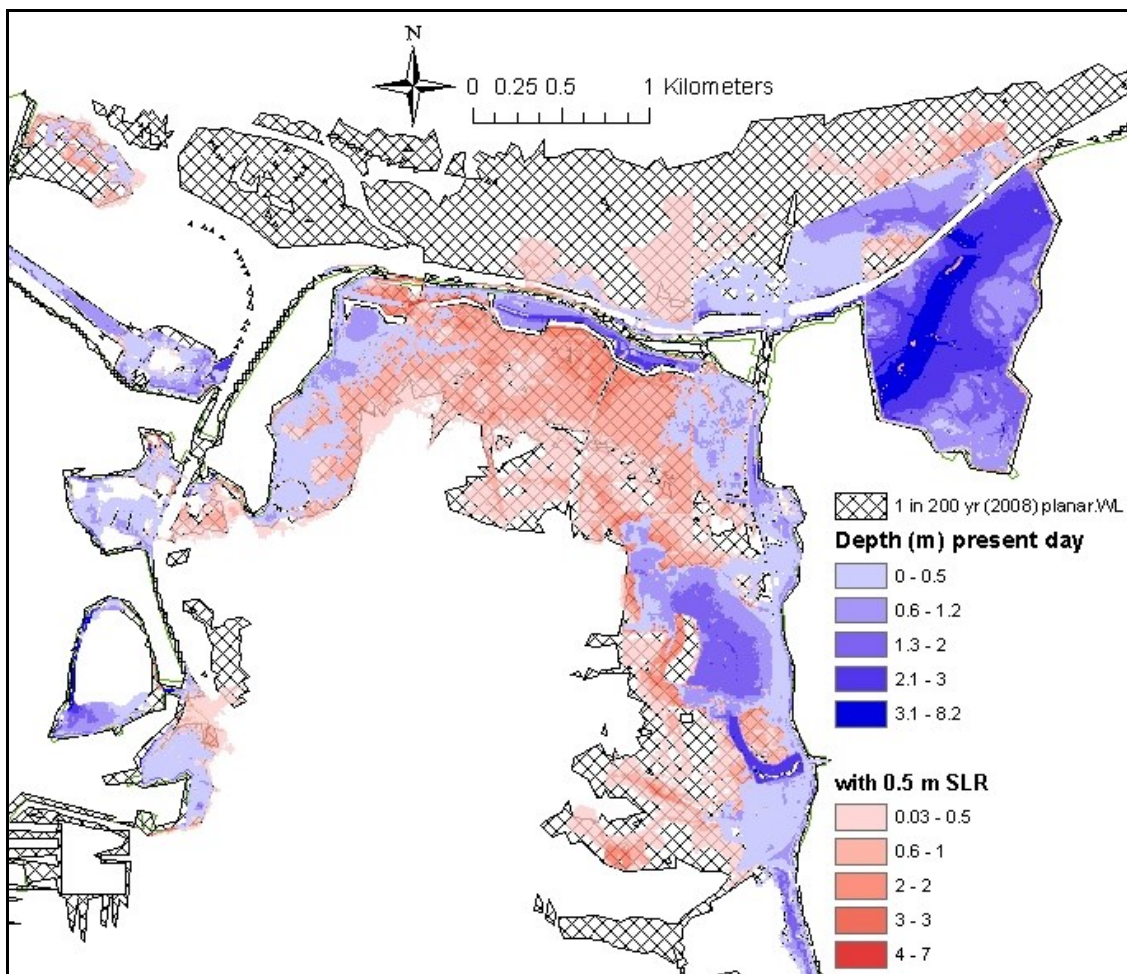 N
0 0.25 0.5 1 Kilometers
1 in 200 yr (2008) planar.WL
Depth (m) present day
0 - 0.5
0.6 - 1.2
1.3 - 2
2.1 - 3
3.1 - 8.2
with 0.5 m SLR
0.03 - 0.5
0.6 - 1
2 - 2
3 - 3
4 - 7